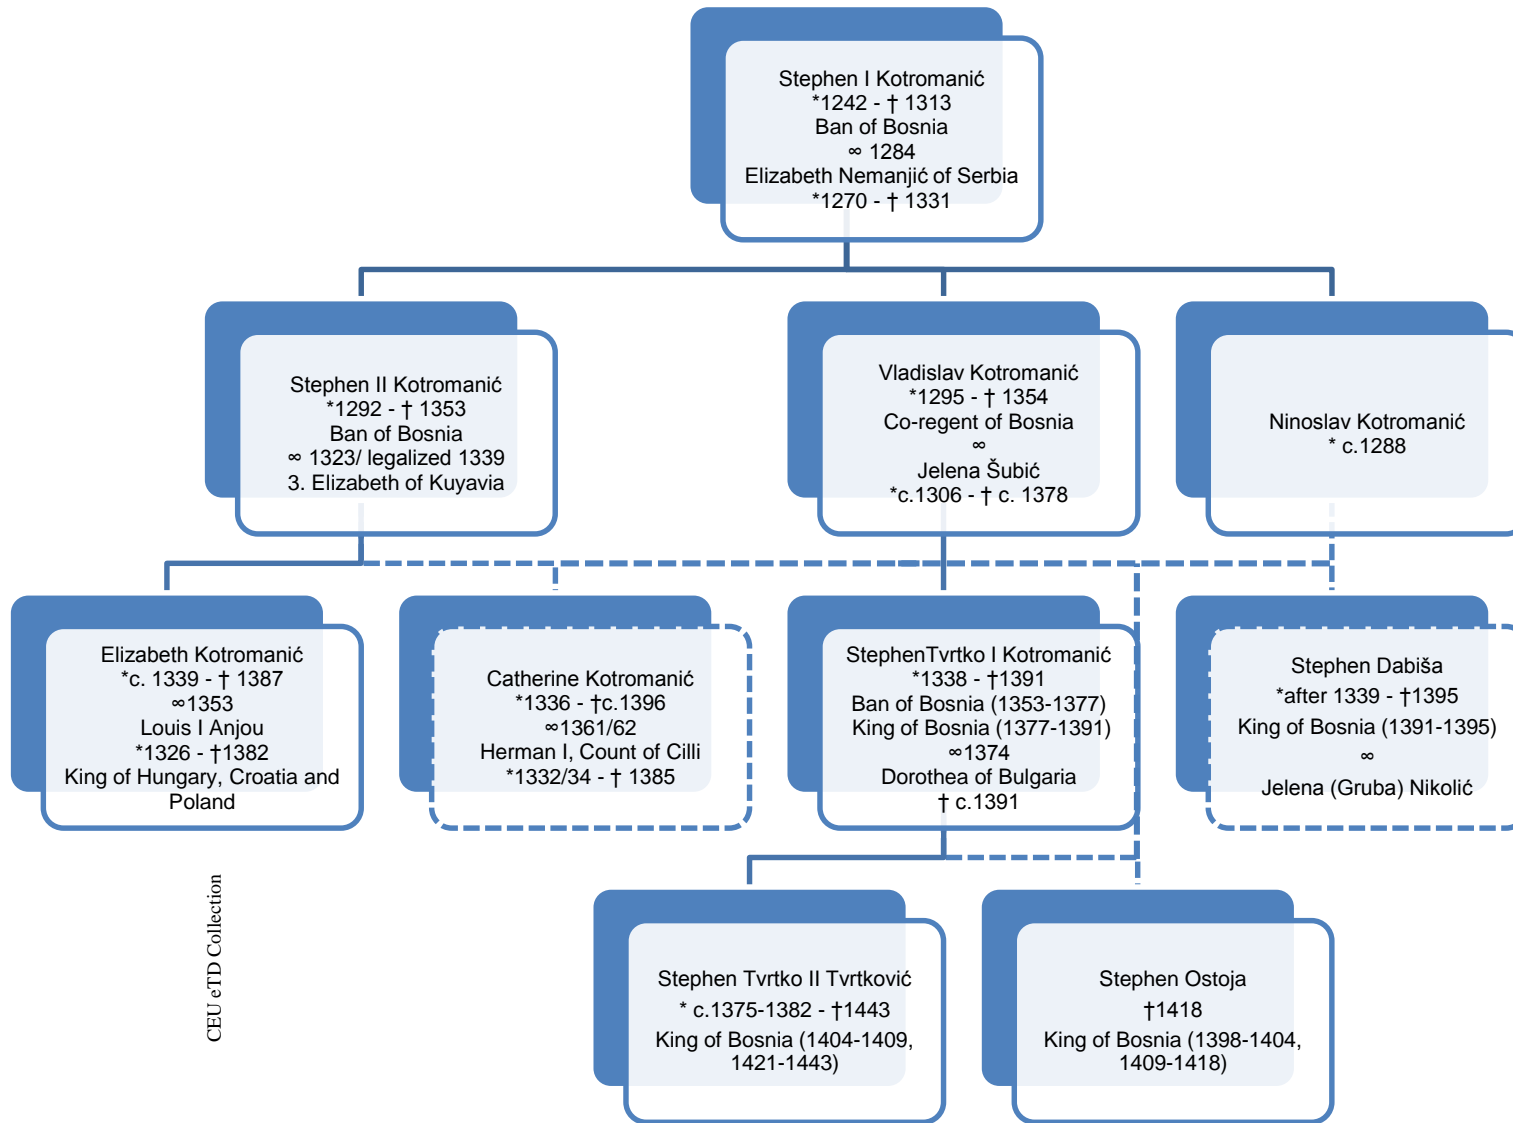 Stephen I Kotromanić
*1242 - † 1313
Ban of Bosnia
∞ 1284
Elizabeth Nemanjić of Serbia
*1270 - † 1331
Stephen II Kotromanić
*1292 - † 1353
Ban of Bosnia
∞ 1323/ legalized 1339
3. Elizabeth of Kuyavia
Vladislav Kotromanić
*1295 - † 1354
Co-regent of Bosnia
∞
Jelena Šubić
*c.1306 - † c. 1378
Ninoslav Kotromanić
* c.1288
Elizabeth Kotromanić
*c. 1339 - † 1387
∞1353
Louis I Anjou
*1326 - †1382
King of Hungary, Croatia and
Poland
Catherine Kotromanić
*1336 - †c.1396
∞1361/62
Herman I, Count of Cilli
*1332/34 - † 1385
StephenTvrtko I Kotromanić
*1338 - †1391
Ban of Bosnia (1353-1377)
King of Bosnia (1377-1391)
∞1374
Dorothea of Bulgaria
† c.1391
Stephen Dabiša
*after 1339 - †1395
King of Bosnia (1391-1395)
∞
Jelena (Gruba) Nikolić
Stephen Tvrtko II Tvrtković
* c.1375-1382 - †1443
King of Bosnia (1404-1409,
1421-1443)
Stephen Ostoja
†1418
King of Bosnia (1398-1404,
1409-1418)
CEU eTD Collection